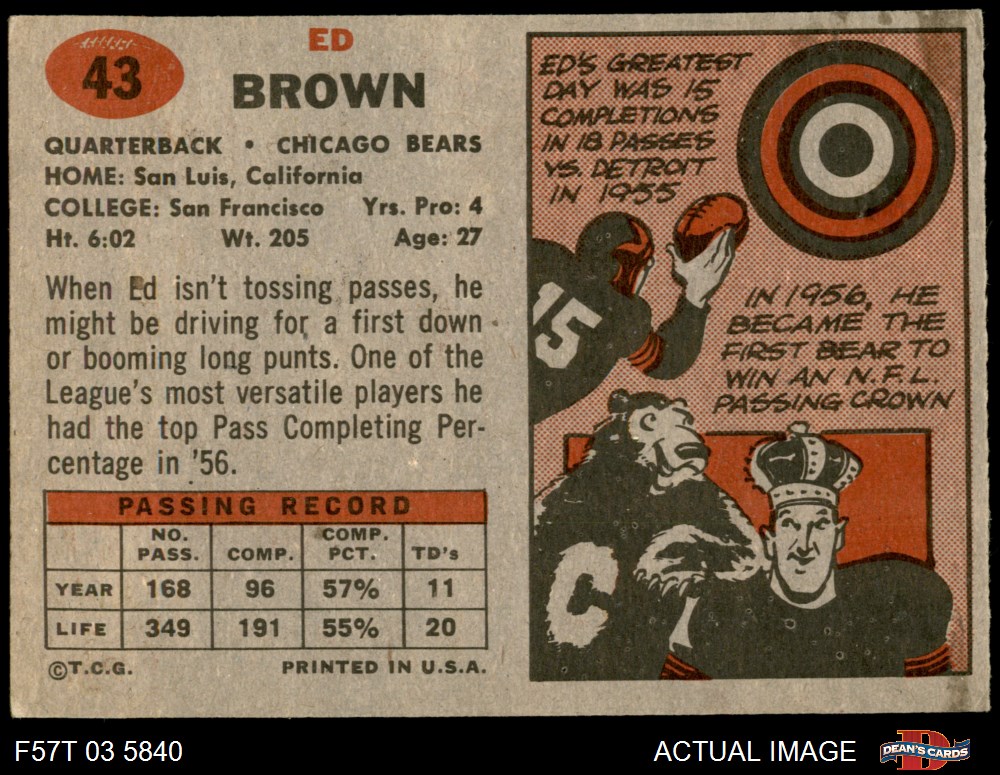 43
ED
BROWN
QUARTERBACK • CHICAGO BEARS
HOME: San Luis, California
COLLEGE: San Francisco Yrs. Pro: 4
Ht. 6:02 Wt. 205 Age: 27
When Ed isn't tossing passes, he
might be driving for a first down
or booming long punts. One of the
League's most versatile players he
had the top Pass Completing Per-
centage in '56.
PASSING RECORD
NO. PASS. COMP. COMP. PCT. TD's
YEAR 168 96 57% 11
LIFE 349 191 55% 20
©T.C.G. PRINTED IN U.S.A.
ED'S GREATEST
DAY WAS 15
COMPLETIONS
IN 18 PASSES
VS. DETROIT
IN 1955
15
IN 1956, HE
BECAME THE
FIRST BEAR TO
WIN AN N.F.L.
PASSING CROWN
C
F57T 03 5840
ACTUAL IMAGE
D
DEAN'S CARDS